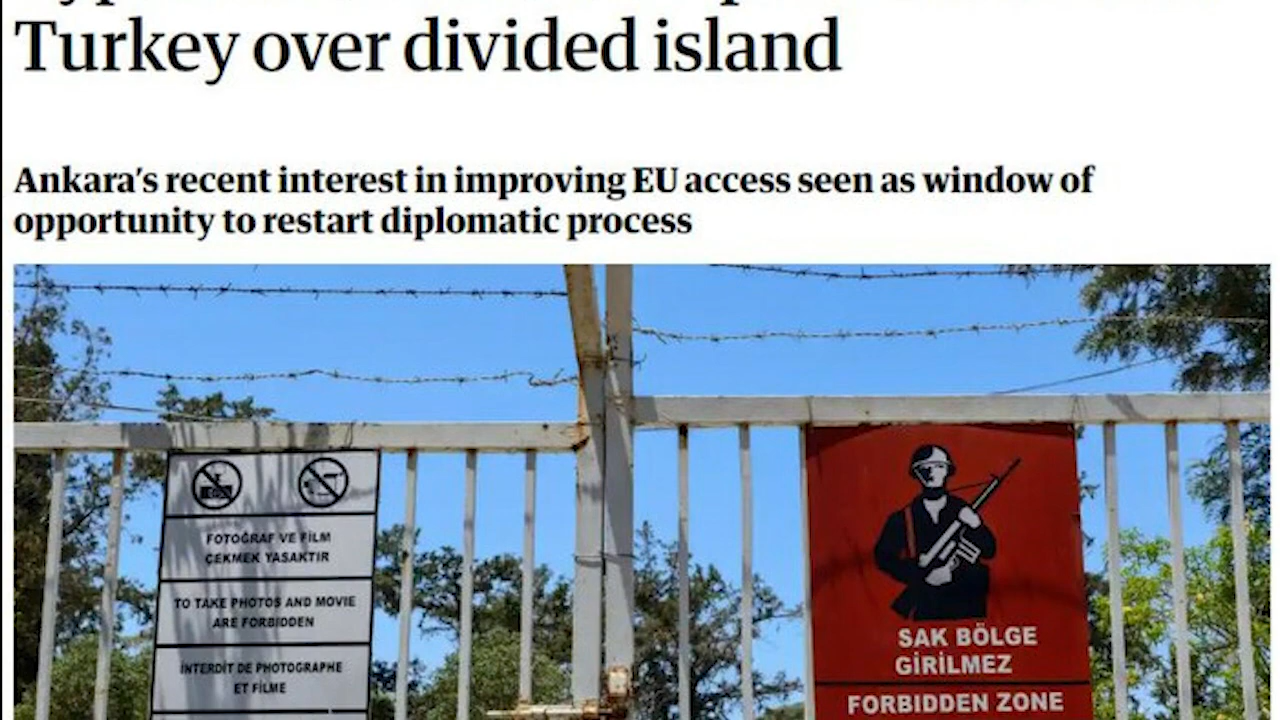 Turkey over divided island
Ankara's recent interest in improving EU access seen as window of
opportunity to restart diplomatic process
FOTOĞRAF VE FİLM
ÇEKMEK YASAKTIR
TO TAKE PHOTOS AND MOVIE
ARE FORBIDDEN
INTERDIT DE PHOTOGRAPHE
ET FILME
SAK BÖLGE
GİRİLMEZ
FORBIDDEN ZONE